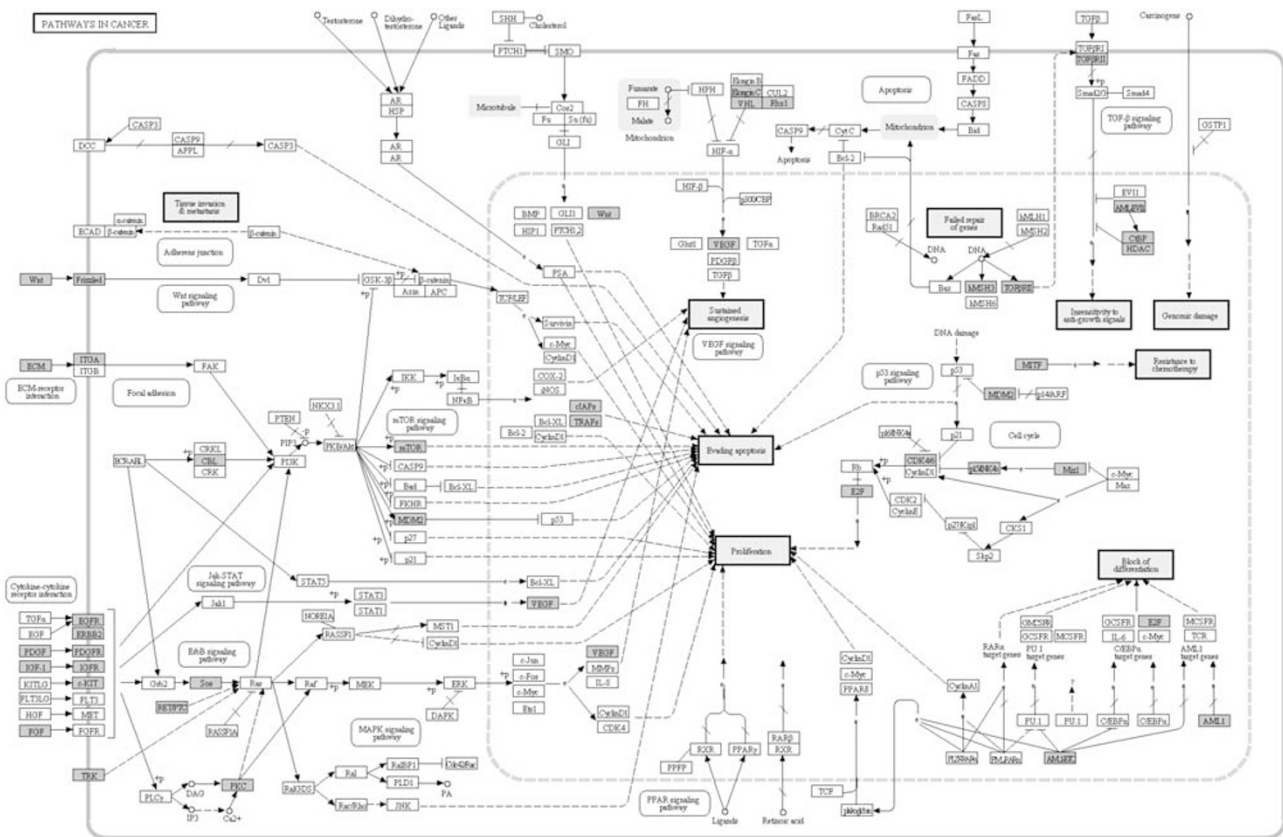 PATHWAYS IN CANCER
Testosterone
Dihydro-
testosterone
Other
Ligands
SHH
Cholesterol
PTCH1
SMO
FasL
Fas
FADD
CASP8
Bid
TGFβ
TGFβRI
TGFβRII
+p
Smad2/3
Smad4
TGF-β signaling
pathway
Carcinogens
GSTP1
AR
HSP
AR
AR
Microtubule
Cos2
Fu
Su(fu)
GLI
Fumarate
FH
Malate
Mitochondrion
HPH
Elongin B
Elongin C
CUL2
VHL
Rbx1
HIF-α
Apoptosis
CASP9
CytC
Mitochondrion
Apoptosis
Bcl-2
DCC
CASP3
CASP9
APPL
CASP3
Tissue invasion
& metastasis
ECAD
α-catenin
β-catenin
β-catenin
Adherens junction
HIF-β
p300CBP
BMP
GLI1
Wnt
HIP1
PTCH1,2
Glut1
VEGF
TGFα
PDGFβ
TGFβ
BRCA2
Rad51
DNA
Failed repair
of genes
DNA
hMLH1
hMSH2
Bax
hMSH3
hMSH6
TGFβRII
EVI1
CtBP
HDAC
Wnt
Frizzled
Dvl
GSK-3β
+p
β-catenin
Axin
APC
+p
Wnt signaling
pathway
TCF/LEF
PSA
Survivin
c-Myc
CyclinD1
Sustained
angiogenesis
VEGF signaling
pathway
Insensitivity to
anti-growth signals
Genomic damage
ECM
ITGA
ITGB
FAK
ECM-receptor
interaction
Focal adhesion
IKK
IκBα
NFκB
+p
COX-2
iNOS
cIAPs
TRAFs
Bcl-XL
Bcl-2
CyclinD1
DNA damage
p53
+p
p53 signaling
pathway
MDM2
p14ARF
p21
MITF
Resistance to
chemotherapy
PTEN
NKX3.1
PIP3
-p
PKB/Akt
+p
mTOR signaling
pathway
mTOR
CASP9
Bad
Bcl-XL
FKHR
MDM2
p53
p27
p21
BCR-ABL
CRKL
CBL
CRK
PI3K
Evading apoptosis
Cell cycle
p16INK4a
CDK4/6
CyclinD1
p15INK4b
Miz1
c-Myc
Max
Rb
+p
E2F
CDK2
CyclinE
p27Kip1
CKS1
Skp2
Proliferation
Block of
differentiation
Cytokine-cytokine
receptor interaction
Jak-STAT
signaling pathway
STAT5
Bcl-XL
Jak1
+p
STAT3
STAT1
VEGF
TGFα
EGFR
EGF
ERBB2
PDGF
PDGFR
IGF-1
IGFR
KITLG
c-KIT
FLT3LG
FLT3
HGF
MET
FGF
FGFR
TRK
ErbB signaling
pathway
NORE1A
RASSF1
MST1
CyclinD1
Grb2
Sos
Ras
Raf
+p
MEK
+p
ERK
+p
DAPK
RET/PTC
RASSF1A
MAPK signaling
pathway
c-Jun
c-Fos
c-Myc
Ets1
VEGF
MMPs
IL-8
CyclinD1
CDK4
PLCγ
DAG
IP3
PKC
Ca2+
RalGDS
Ral
RalBP1
Cdc42/Rac
PLD1
PA
Rac/Rho
JNK
PPFP
RXR
PPARγ
RARβ
RXR
PPAR signaling
pathway
Ligands
Retinoic acid
CyclinD1
c-Myc
PPARδ
TCF
CyclinA1
RARα
target genes
GMSFR
GCSFR
MCSFR
PU.1
target genes
GCSFR
E2F
IL-6
c-Myc
C/EBPα
target genes
MCSFR
TCR
AML1
target genes
?
PU.1
PU.1
C/EBPα
C/EBPα
AML1
PML-RARα